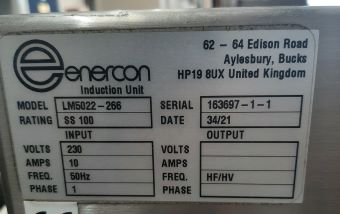 enercon
Induction Unit
62 - 64 Edison Road
Aylesbury, Bucks
HP19 8UX United Kingdom
MODEL LM5022-266 SERIAL 163697-1-1
RATING SS 100 DATE 34/21
INPUT OUTPUT
VOLTS 230 VOLTS
AMPS 10 AMPS
FREQ. 50Hz FREQ. HF/HV
PHASE 1 PHASE